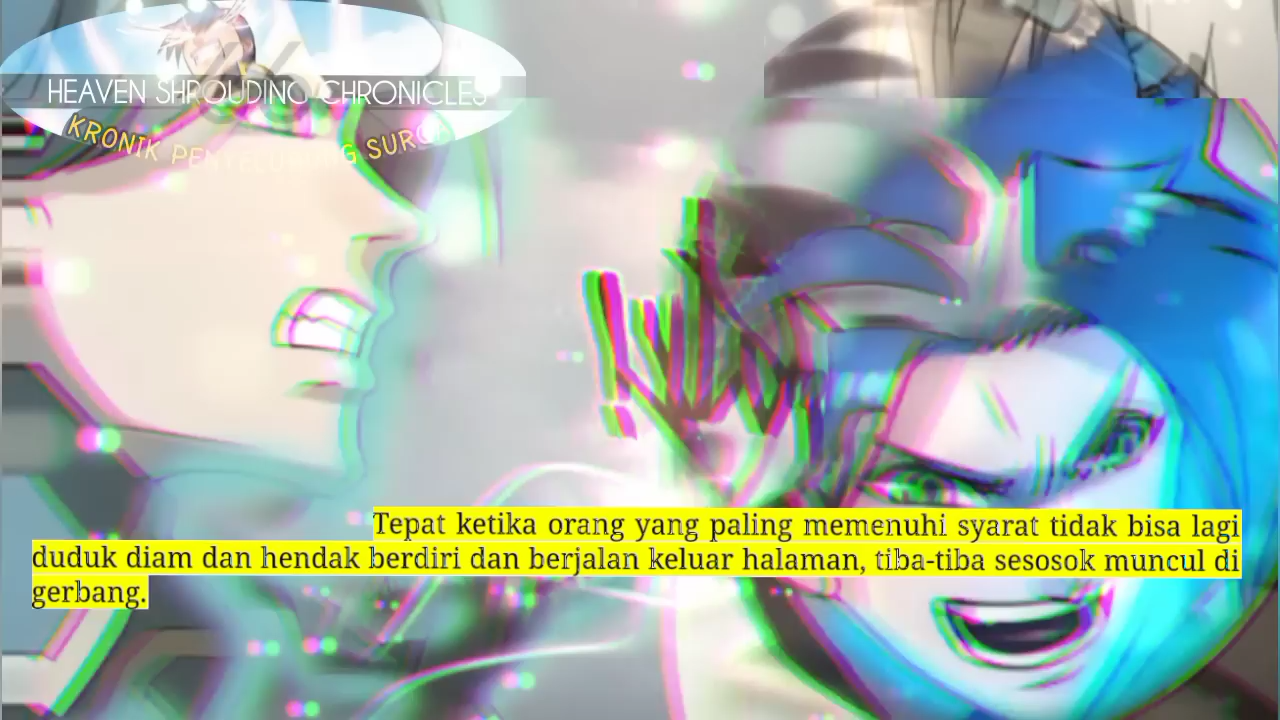 HEAVEN SHROUDING CHRONICLES
KRONIK
Tepat ketika orang yang paling memenuhi syarat tidak bisa lagi
duduk diam dan hendak berdiri dan berjalan keluar halaman, tiba-tiba sesosok muncul di
gerbang.